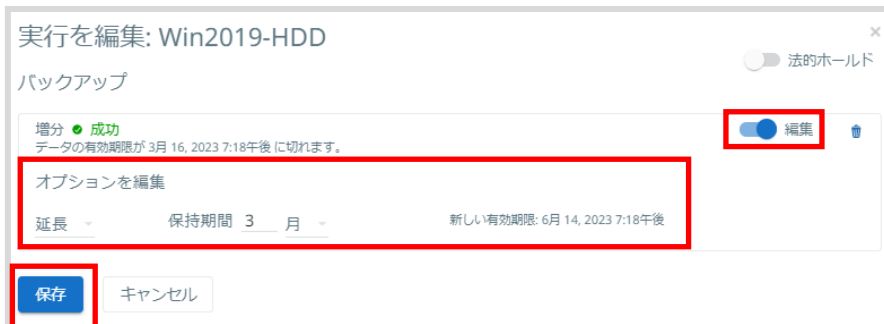 実行を編集: Win2019-HDD
法的ホールド
バックアップ
増分 成功
編集
データの有効期限が 3月 16, 2023 7:18午後 に切れます。
オプションを編集
延長 保持期間 3 月 新しい有効期限: 6月 14, 2023 7:18午後
保存 キャンセル